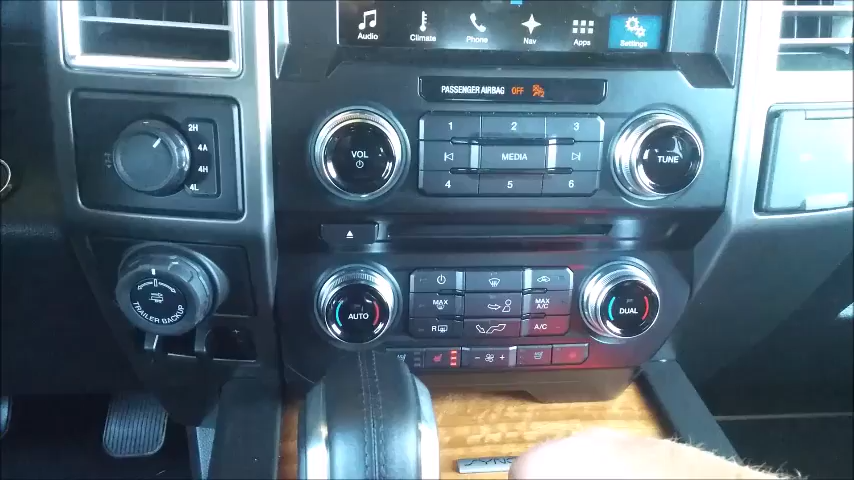 Audio Climate Phone Nav Apps Settings
PASSENGER AIRBAG OFF
2H
4A
4H
4L
VOL
1 2 3
MEDIA
4 5 6
TUNE
TRAILER BACKUP
AUTO
MAX
MAX A/C
R
A/C
DUAL
- +
SYNC